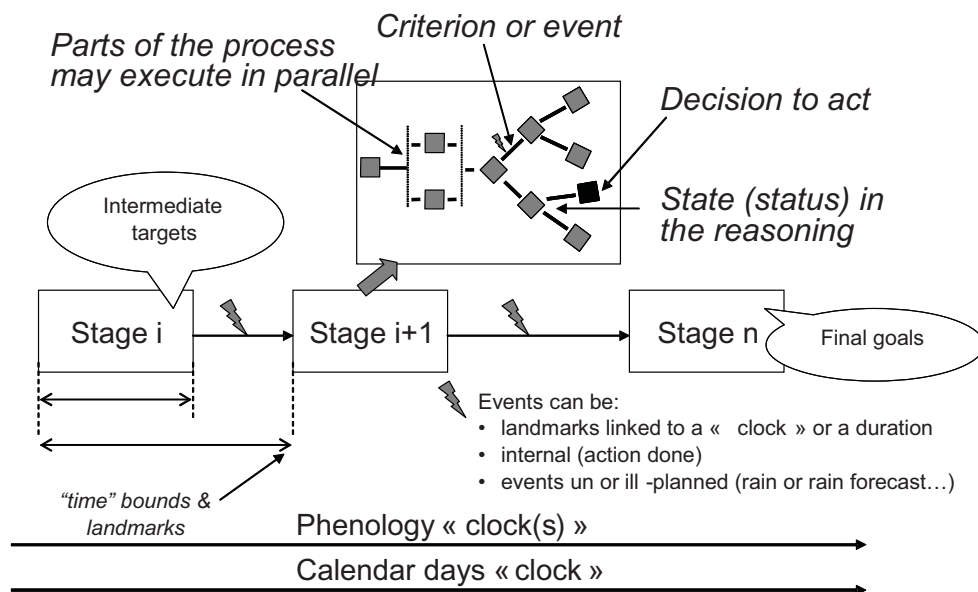 Criterion or event
Parts of the process
may execute in parallel
Decision to act
State (status) in
the reasoning
Intermediate
targets
Stage i
Stage i+1
Stage n
Final goals
Events can be:
• landmarks linked to a « clock » or a duration
• internal (action done)
• events un or ill -planned (rain or rain forecast…)
“time” bounds &
landmarks
Phenology « clock(s) »
Calendar days « clock »